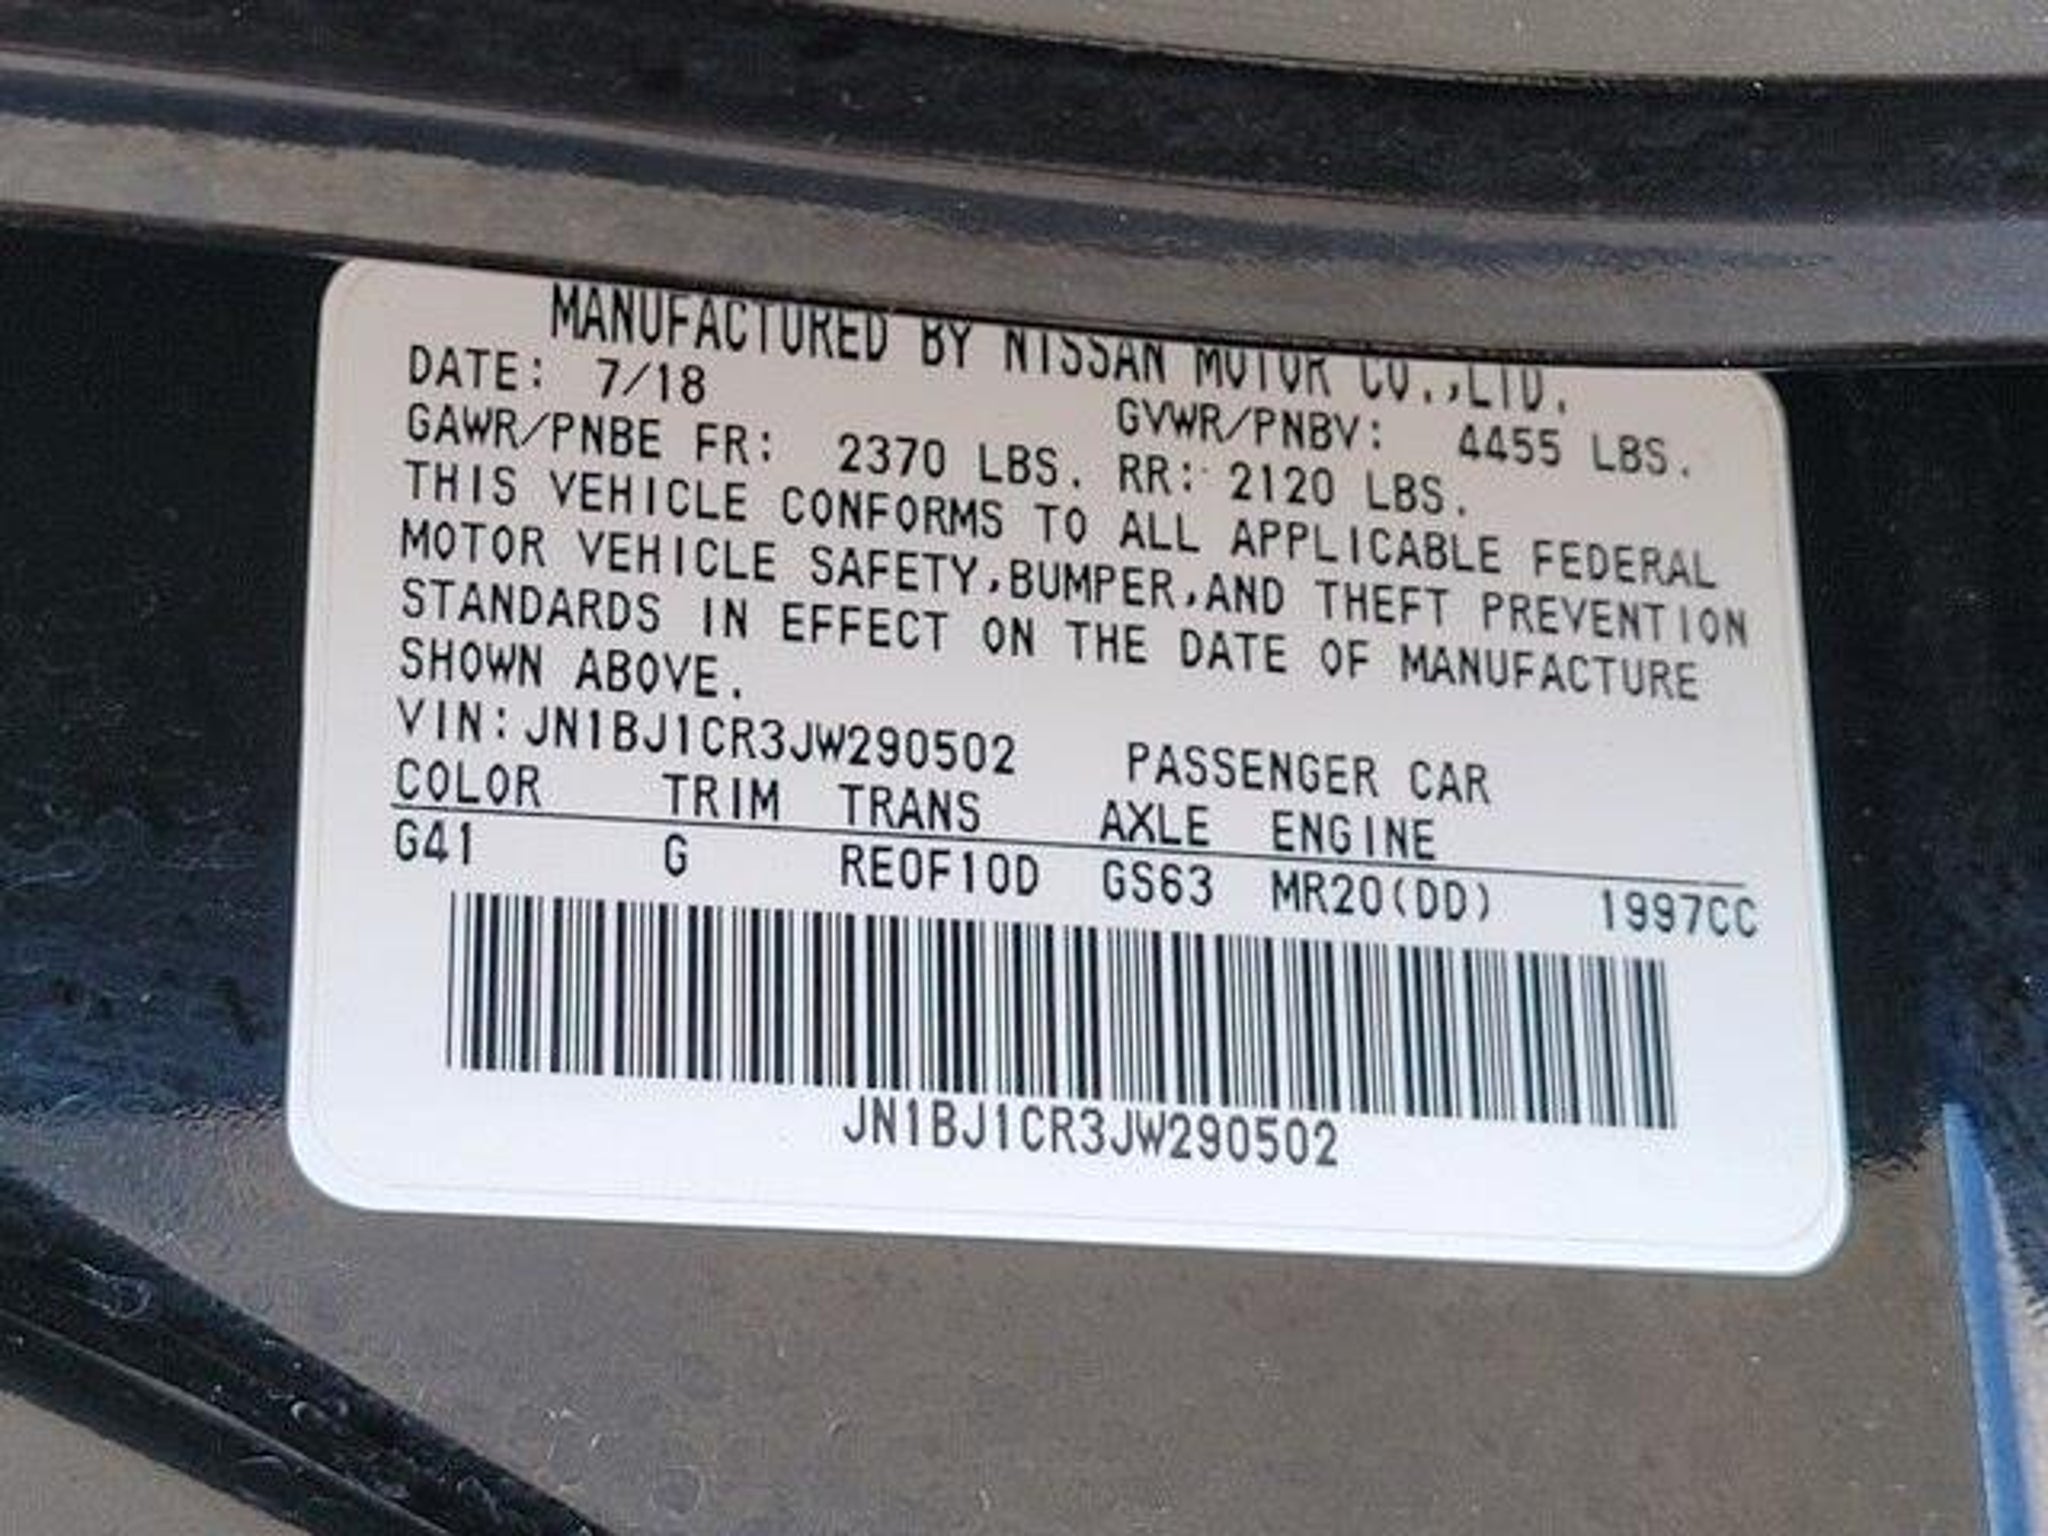 MANUFACTURED BY NISSAN MOTOR CO.,LTD.
DATE: 7/18 GVWR/PNBV: 4455 LBS.
GAWR/PNBE FR: 2370 LBS. RR: 2120 LBS.
THIS VEHICLE CONFORMS TO ALL APPLICABLE FEDERAL
MOTOR VEHICLE SAFETY,BUMPER,AND THEFT PREVENTION
STANDARDS IN EFFECT ON THE DATE OF MANUFACTURE
SHOWN ABOVE.
VIN:JN1BJ1CR3JW290502 PASSENGER CAR
COLOR TRIM TRANS AXLE ENGINE
G41 G RE0F10D GS63 MR20(DD) 1997CC
JN1BJ1CR3JW290502